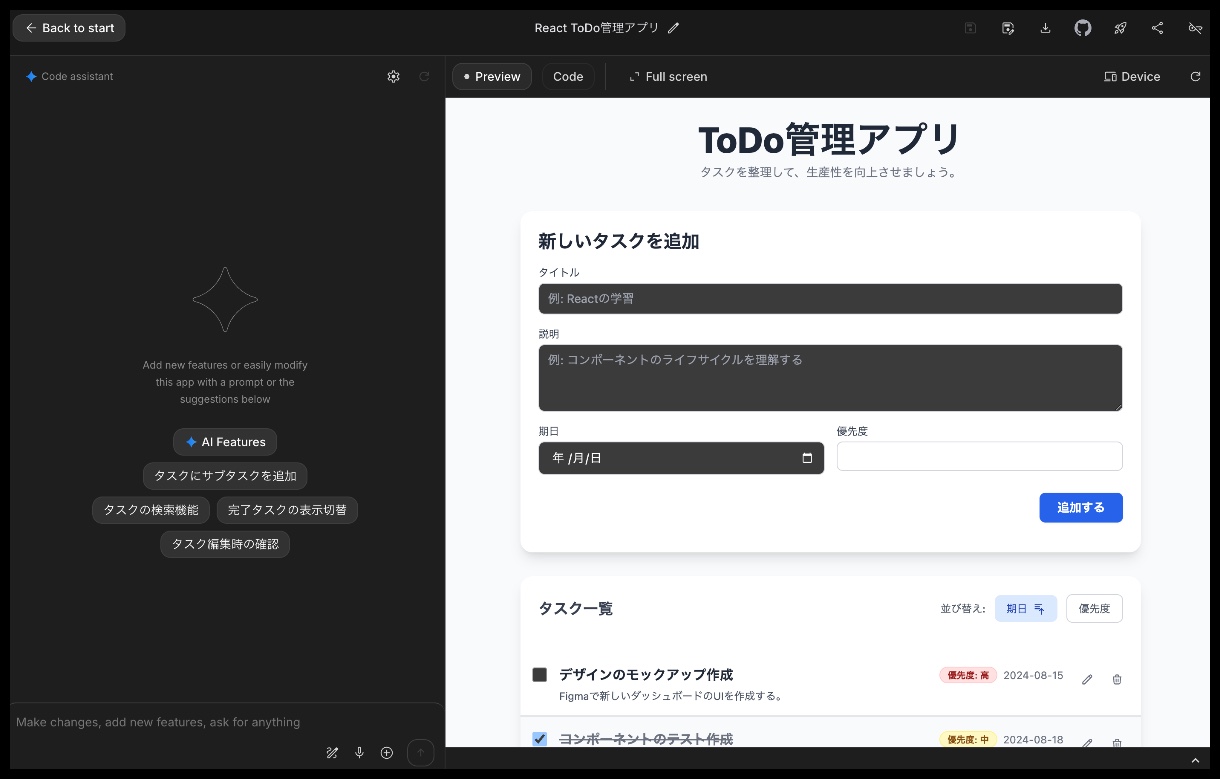 Back to start
React ToDo管理アプリ
Code assistant
Preview
Code
Full screen
Device
Add new features or easily modify
this app with a prompt or the
suggestions below
AI Features
タスクにサブタスクを追加
タスクの検索機能
完了タスクの表示切替
タスク編集時の確認
Make changes, add new features, ask for anything
ToDo管理アプリ
タスクを整理して、生産性を向上させましょう。
新しいタスクを追加
タイトル
例: Reactの学習
説明
例: コンポーネントのライフサイクルを理解する
期日
優先度
年 /月/日
追加する
タスク一覧
並び替え:
期日
優先度
デザインのモックアップ作成
優先度: 高
2024-08-15
Figmaで新しいダッシュボードのUIを作成する。
コンポーネントのテスト作成
優先度: 中
2024-08-18